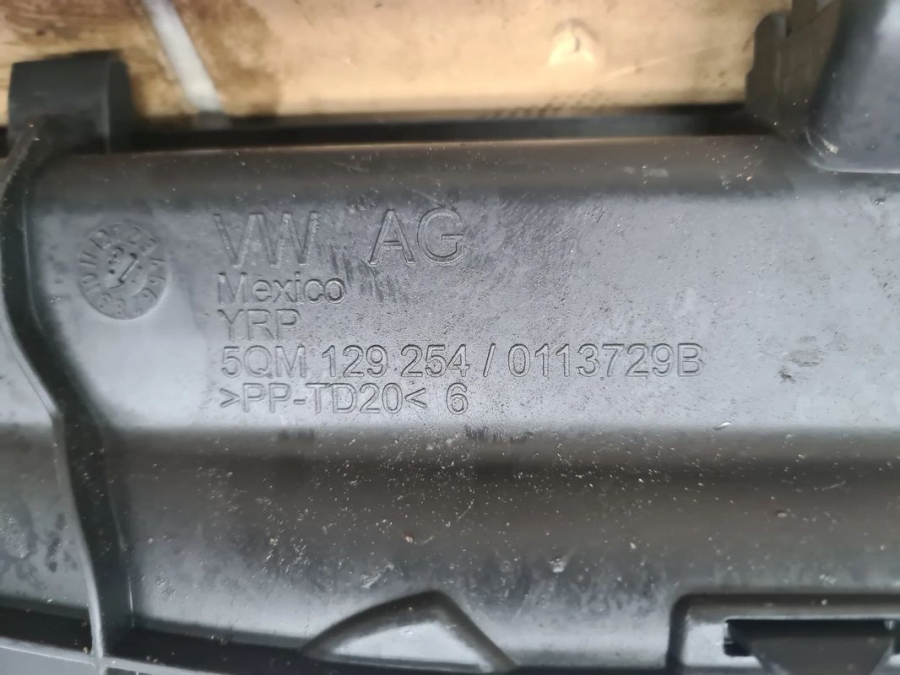 VW AG
Mexico
YRP
5QM 129 254 / 0113729B
>PP-TD20< 6